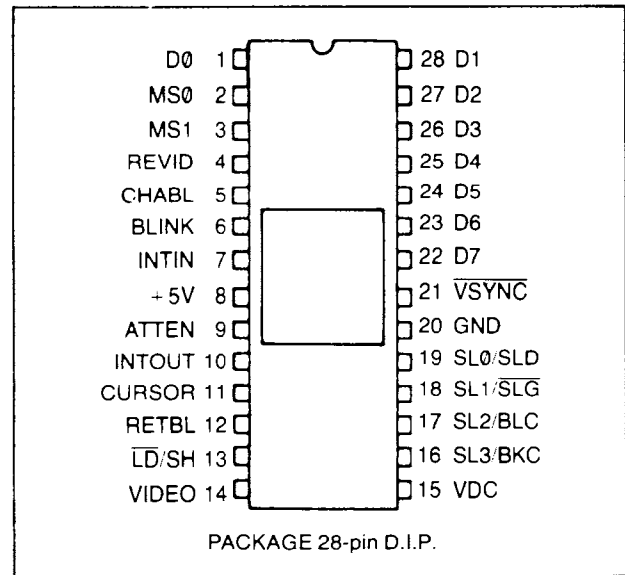 D0 1 28 D1
MS0 2 27 D2
MS1 3 26 D3
REVID 4 25 D4
CHABL 5 24 D5
BLINK 6 23 D6
INTIN 7 22 D7
+5V 8 21 VSYNC
ATTEN 9 20 GND
INTOUT 10 19 SL0/SLD
CURSOR 11 18 SL1/SLG
RETBL 12 17 SL2/BLC
LD/SH 13 16 SL3/BKC
VIDEO 14 15 VDC
PACKAGE 28-pin D.I.P.